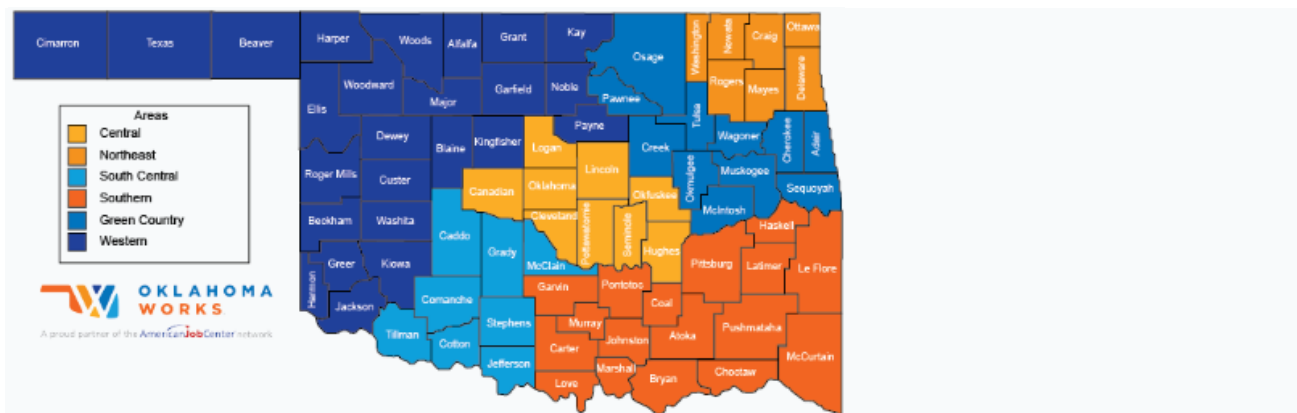 Cimarron
Texas
Beaver
Harper
Woods
Alfalfa
Grant
Kay
Osage
Washington
Nowata
Craig
Ottawa
Ellis
Woodward
Major
Garfield
Noble
Pawnee
Rogers
Mayes
Delaware
Tulsa
Areas
Central
Northeast
South Central
Southern
Green Country
Western
Dewey
Blaine
Kingfisher
Logan
Payne
Creek
Wagoner
Cherokee
Adair
Roger Mills
Custer
Canadian
Oklahoma
Lincoln
Okfuskee
Okmulgee
Muskogee
Sequoyah
McIntosh
Beckham
Washita
Caddo
Grady
Cleveland
Pottawatomie
Seminole
Hughes
Haskell
Harmon
Greer
Kiowa
McClain
Pittsburg
Latimer
Le Flore
Jackson
Comanche
Garvin
Pontotoc
Coal
Tillman
Cotton
Stephens
Murray
Johnston
Atoka
Pushmataha
Jefferson
Carter
Marshall
Love
Bryan
Choctaw
McCurtain
OKLAHOMA
WORKS
A proud partner of the AmericanJobCenter network